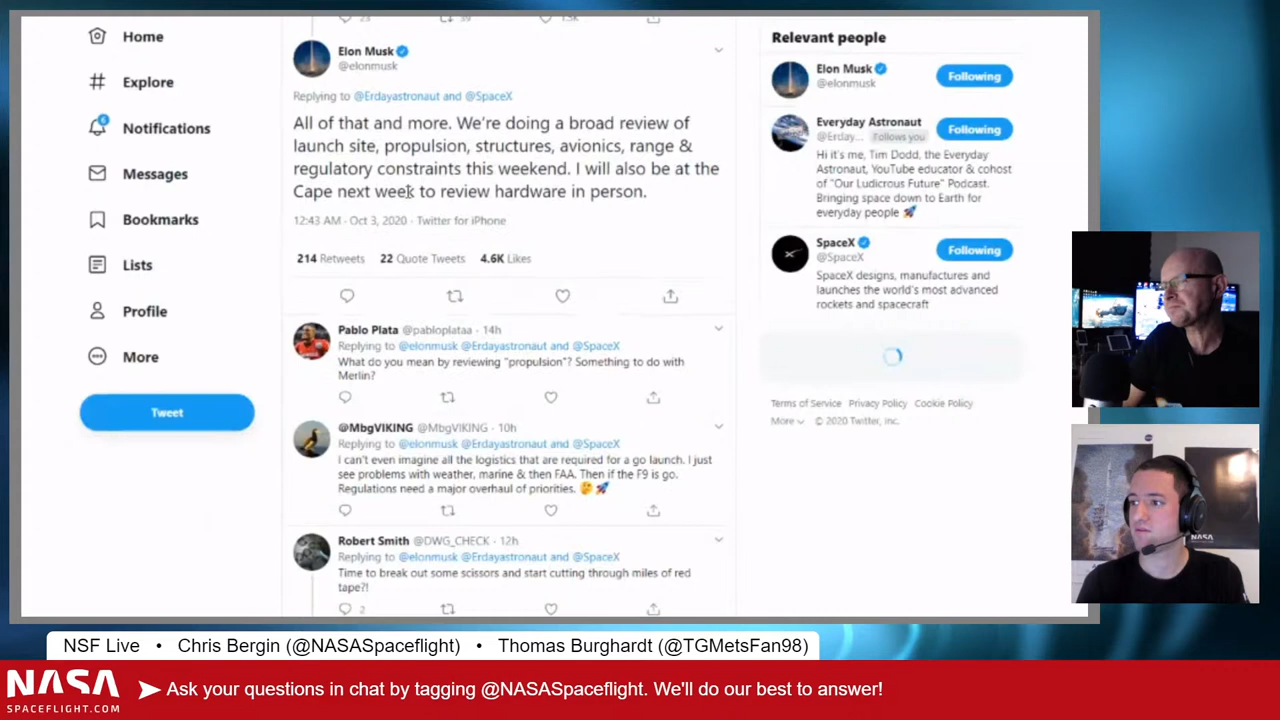 23 39 1.5K
Home
Explore
6
Notifications
Messages
Bookmarks
Lists
Profile
More
Tweet
Elon Musk
@elonmusk
Replying to @Erdayastronaut and @SpaceX
All of that and more. We're doing a broad review of
launch site, propulsion, structures, avionics, range &
regulatory constraints this weekend. I will also be at the
Cape next week to review hardware in person.
12:43 AM · Oct 3, 2020 · Twitter for iPhone
214 Retweets 22 Quote Tweets 4.6K Likes
Pablo Plata @pabloplataa · 14h
Replying to @elonmusk @Erdayastronaut and @SpaceX
What do you mean by reviewing "propulsion"? Something to do with
Merlin?
@MbgVIKING @MbgVIKING · 10h
Replying to @elonmusk @Erdayastronaut and @SpaceX
I can't even imagine all the logistics that are required for a go launch. I just
see problems with weather, marine & then FAA. Then if the F9 is go.
Regulations need a major overhaul of priorities. 🤔🚀
Robert Smith @DWG_CHECK · 12h
Replying to @elonmusk @Erdayastronaut and @SpaceX
Time to break out some scissors and start cutting through miles of red
tape?!
2
Relevant people
Elon Musk
@elonmusk
Following
Everyday Astronaut
@Erday... Follows you
Following
Hi it's me, Tim Dodd, the Everyday
Astronaut, YouTube educator & cohost
of "Our Ludicrous Future" Podcast.
Bringing space down to Earth for
everyday people 🚀
SpaceX
@SpaceX
Following
SpaceX designs, manufactures and
launches the world's most advanced
rockets and spacecraft
Terms of Service Privacy Policy Cookie Policy
More © 2020 Twitter, Inc.
NASA
NSF Live • Chris Bergin (@NASASpaceflight) • Thomas Burghardt (@TGMetsFan98)
NASA
SPACEFLIGHT.COM
Ask your questions in chat by tagging @NASASpaceflight. We'll do our best to answer!